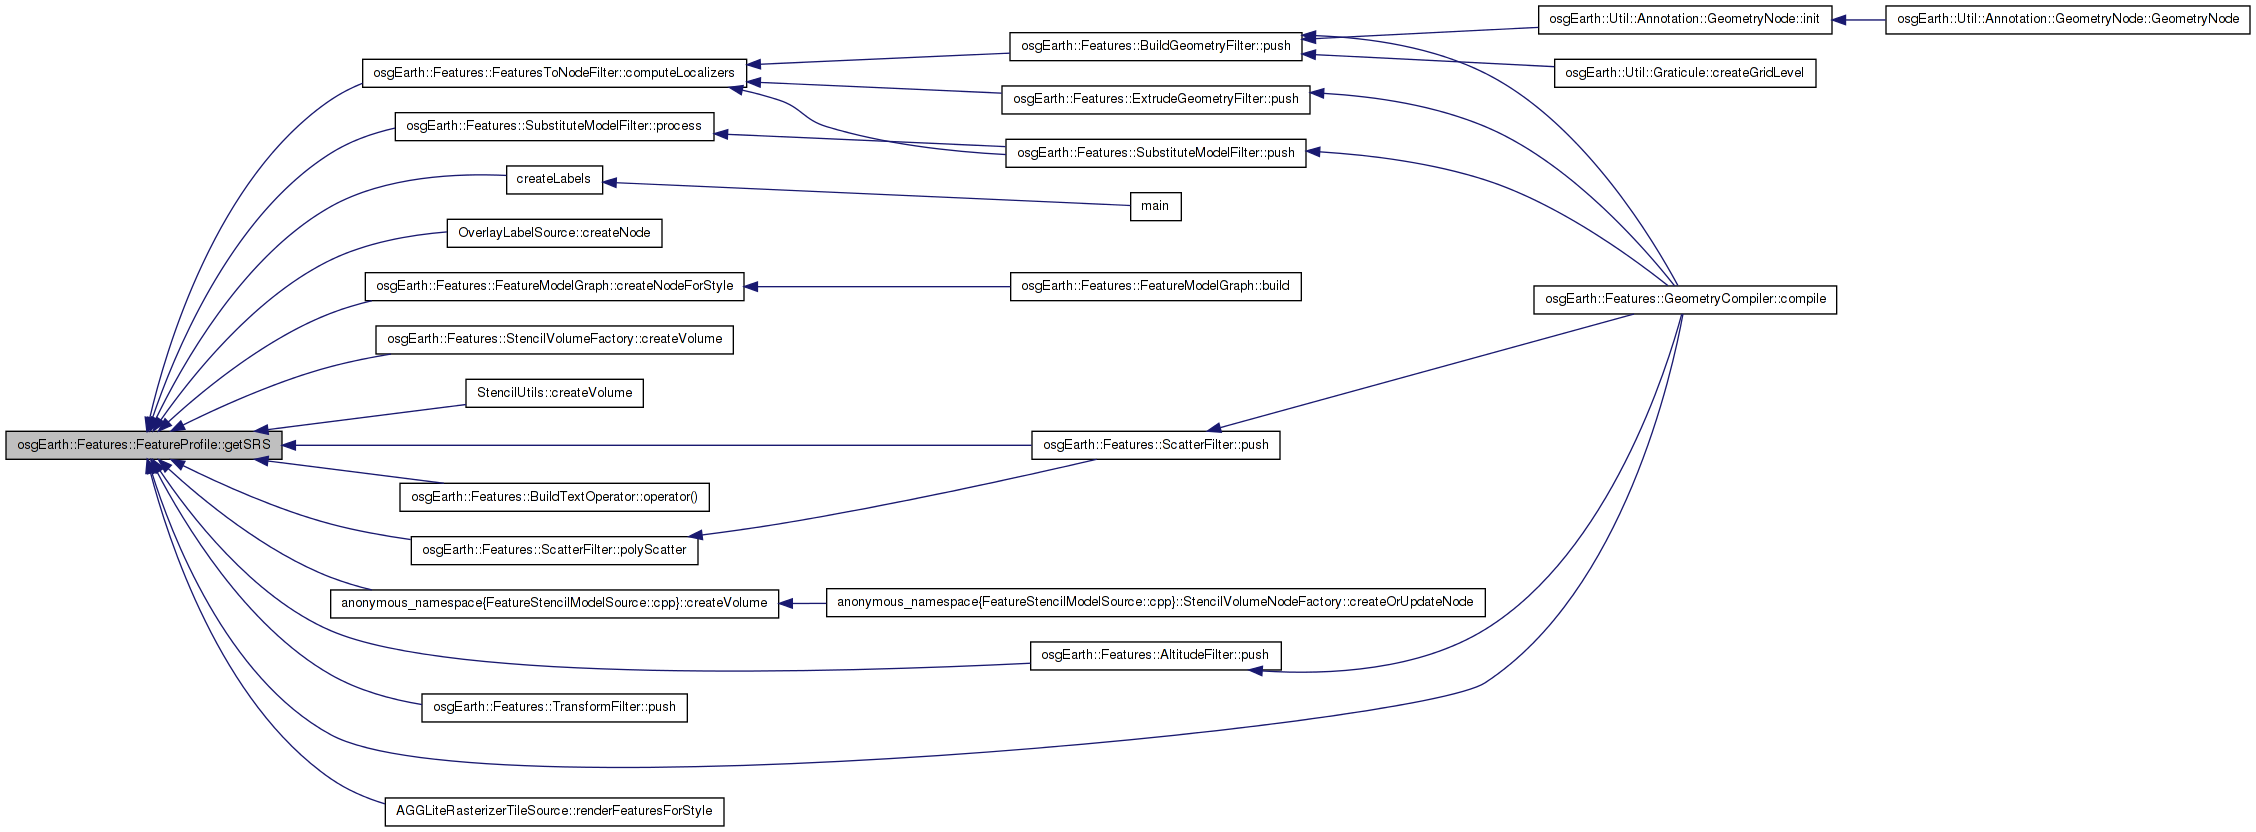 osgEarth::Util::Annotation::GeometryNode::init
osgEarth::Util::Annotation::GeometryNode::GeometryNode
osgEarth::Features::BuildGeometryFilter::push
osgEarth::Features::FeaturesToNodeFilter::computeLocalizers
osgEarth::Util::Graticule::createGridLevel
osgEarth::Features::ExtrudeGeometryFilter::push
osgEarth::Features::SubstituteModelFilter::process
osgEarth::Features::SubstituteModelFilter::push
createLabels
main
OverlayLabelSource::createNode
osgEarth::Features::FeatureModelGraph::createNodeForStyle
osgEarth::Features::FeatureModelGraph::build
osgEarth::Features::GeometryCompiler::compile
osgEarth::Features::StencilVolumeFactory::createVolume
StencilUtils::createVolume
osgEarth::Features::FeatureProfile::getSRS
osgEarth::Features::ScatterFilter::push
osgEarth::Features::BuildTextOperator::operator()
osgEarth::Features::ScatterFilter::polyScatter
anonymous_namespace{FeatureStencilModelSource::cpp}::createVolume
anonymous_namespace{FeatureStencilModelSource::cpp}::StencilVolumeNodeFactory::createOrUpdateNode
osgEarth::Features::AltitudeFilter::push
osgEarth::Features::TransformFilter::push
AGGLiteRasterizerTileSource::renderFeaturesForStyle